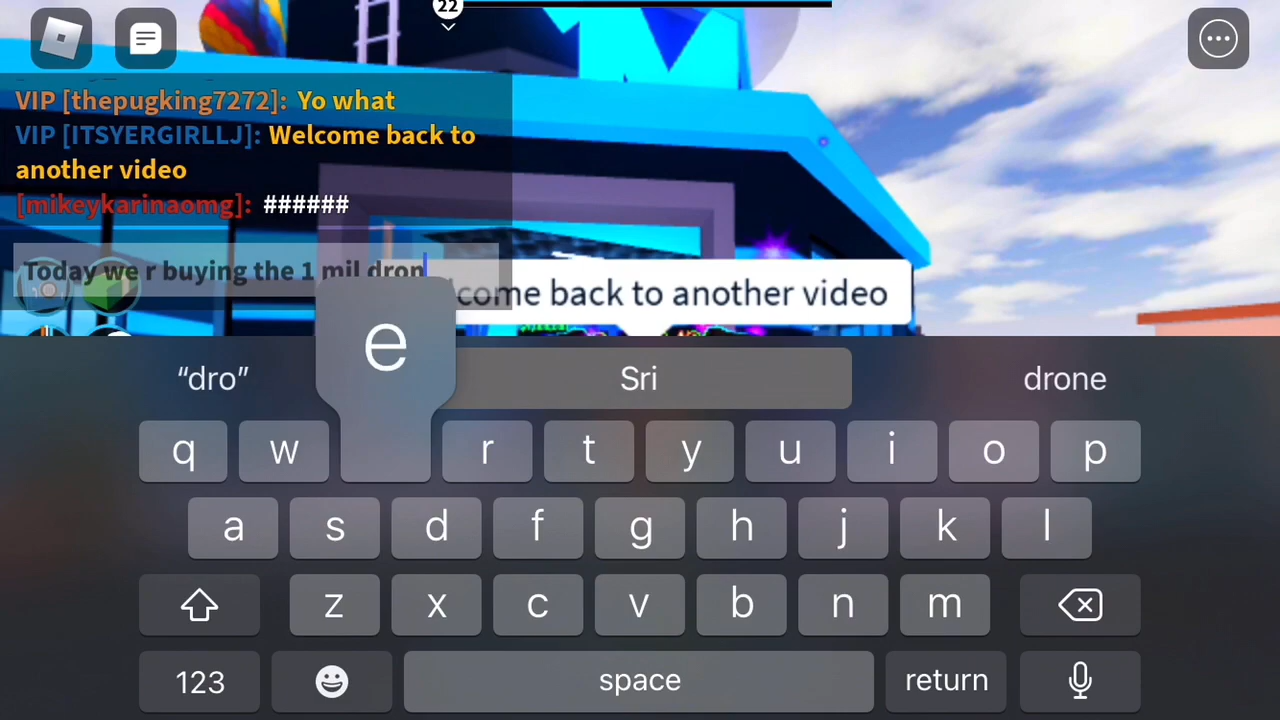 22
VIP [thepugking7272]: Yo what
VIP [ITSYERGIRLLJ]: Welcome back to
another video
[mikeykarinaomg]: ######
Today we r buying the 1 mil dron
come back to another video
e
“dro” Sri drone
q w r t y u i o p
a s d f g h j k l
z x c v b n m
123 space return